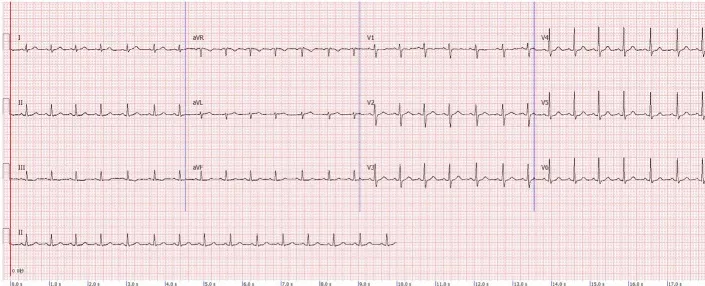 I aVR V1 V4
II aVL V2 V5
III aVF V3 V6
II
0.0 s 1.0 s 2.0 s 3.0 s 4.0 s 5.0 s 6.0 s 7.0 s 8.0 s 9.0 s 10.0 s 11.0 s 12.0 s 13.0 s 14.0 s 15.0 s 16.0 s 17.0 s